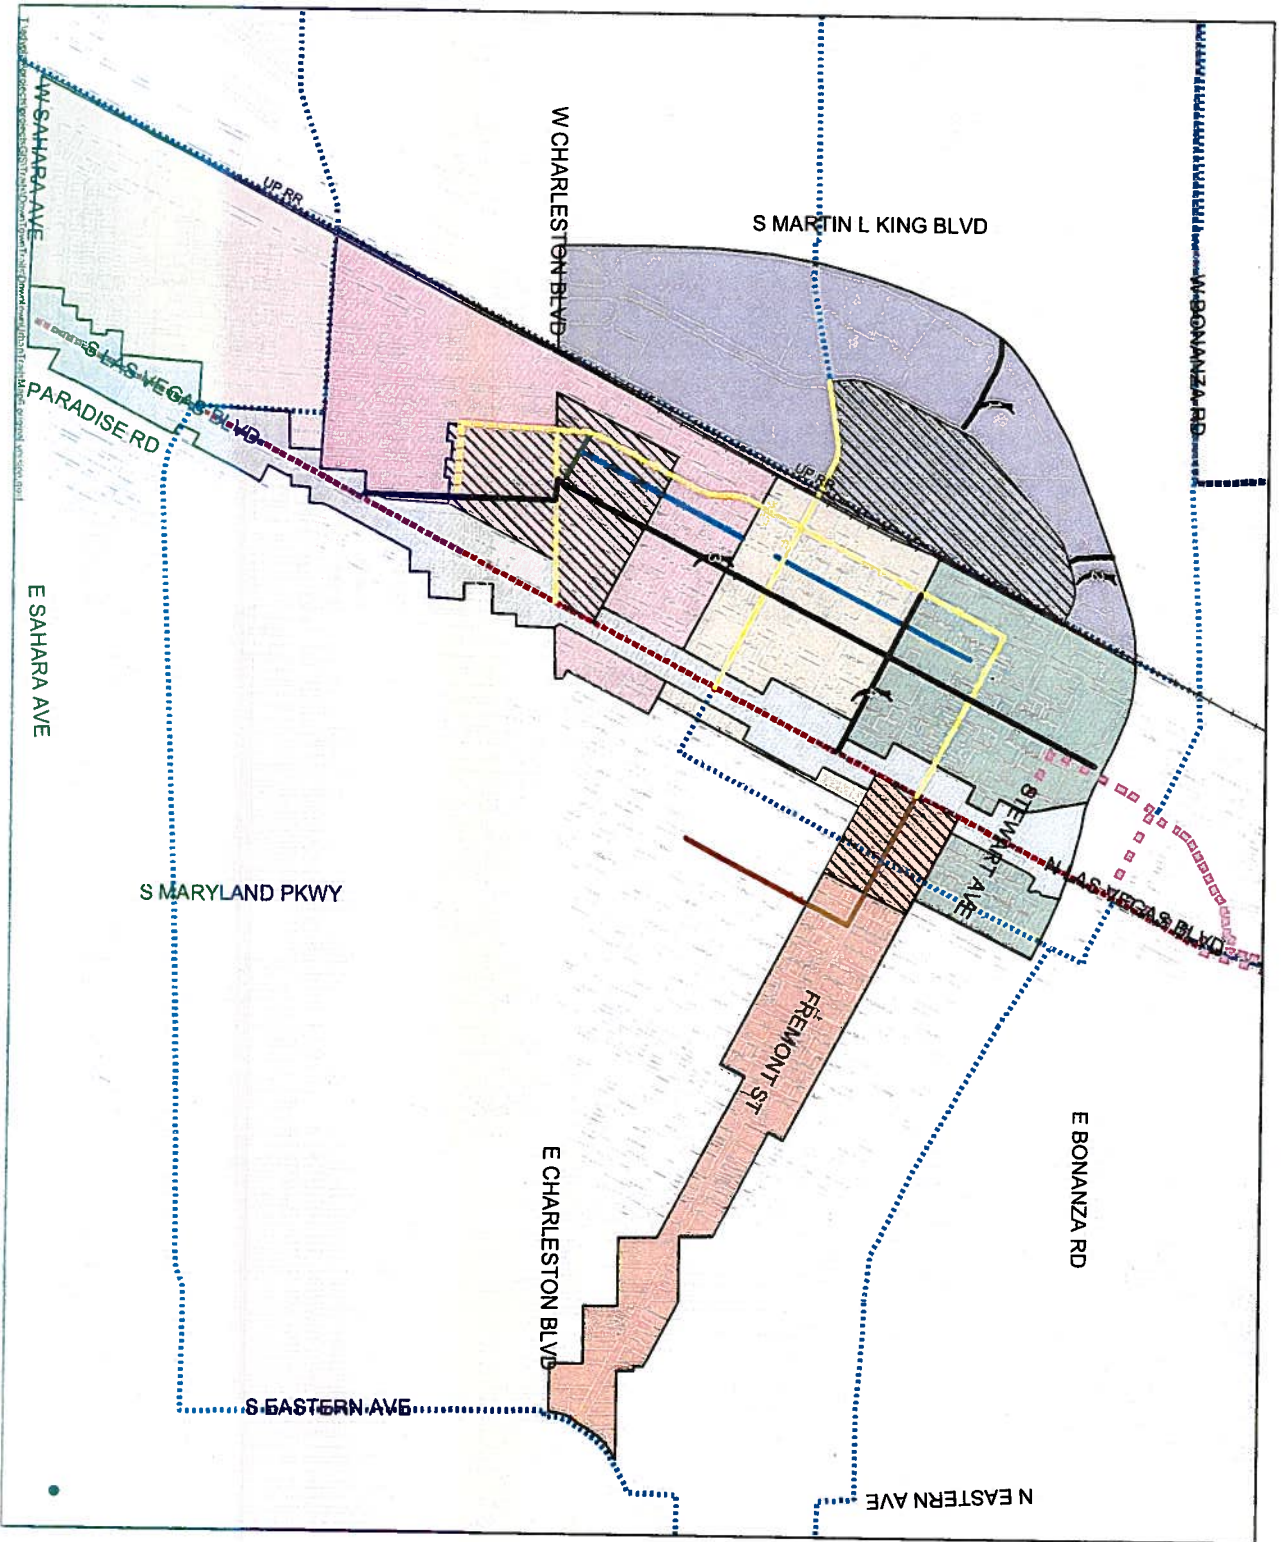 W SAHARA AVE
UP RR
W CHARLESTON BLVD
S MARTIN L KING BLVD
W BONANZA RD
S LAS VEGAS BLVD
PARADISE RD
UP RR
E SAHARA AVE
STEWART AVE
N LAS VEGAS BLVD
S MARYLAND PKWY
FREMONT ST
E BONANZA RD
E CHARLESTON BLVD
S EASTERN AVE
N EASTERN AVE